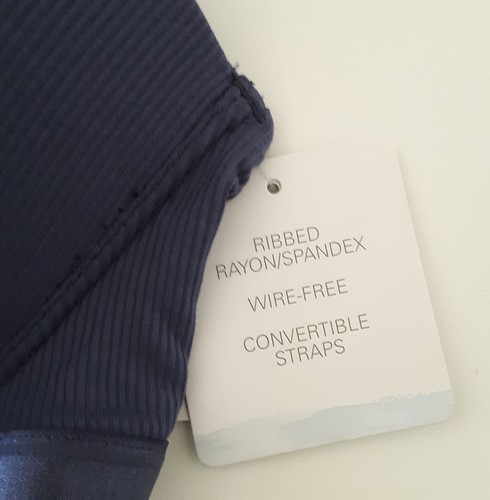 RIBBED
RAYON/SPANDEX
WIRE-FREE
CONVERTIBLE
STRAPS